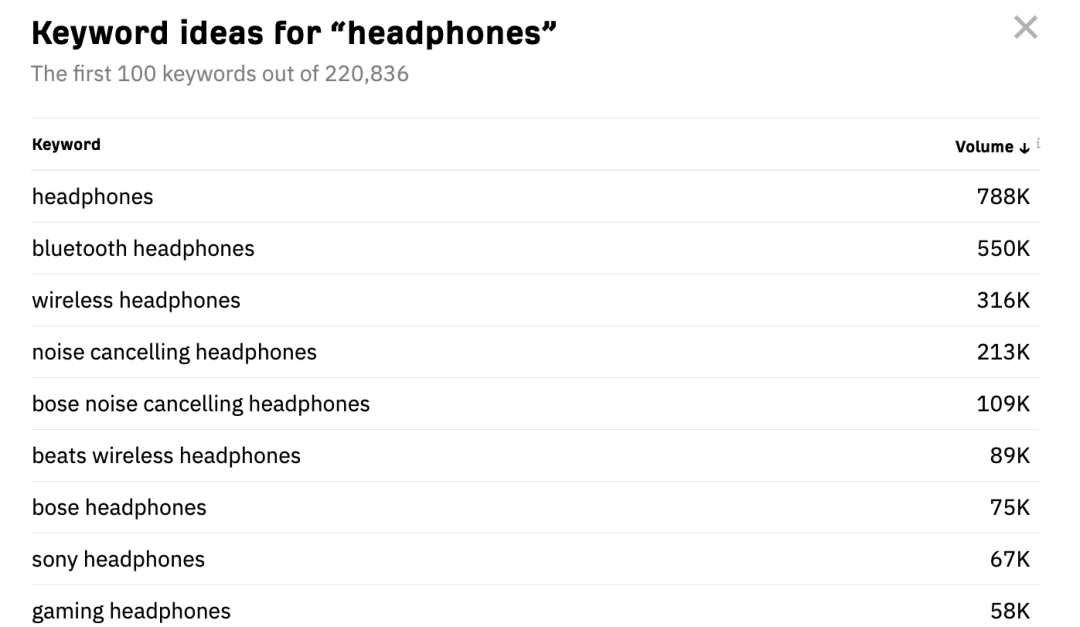 Keyword ideas for “headphones”
The first 100 keywords out of 220,836
Keyword Volume ↓ i
headphones 788K
bluetooth headphones 550K
wireless headphones 316K
noise cancelling headphones 213K
bose noise cancelling headphones 109K
beats wireless headphones 89K
bose headphones 75K
sony headphones 67K
gaming headphones 58K